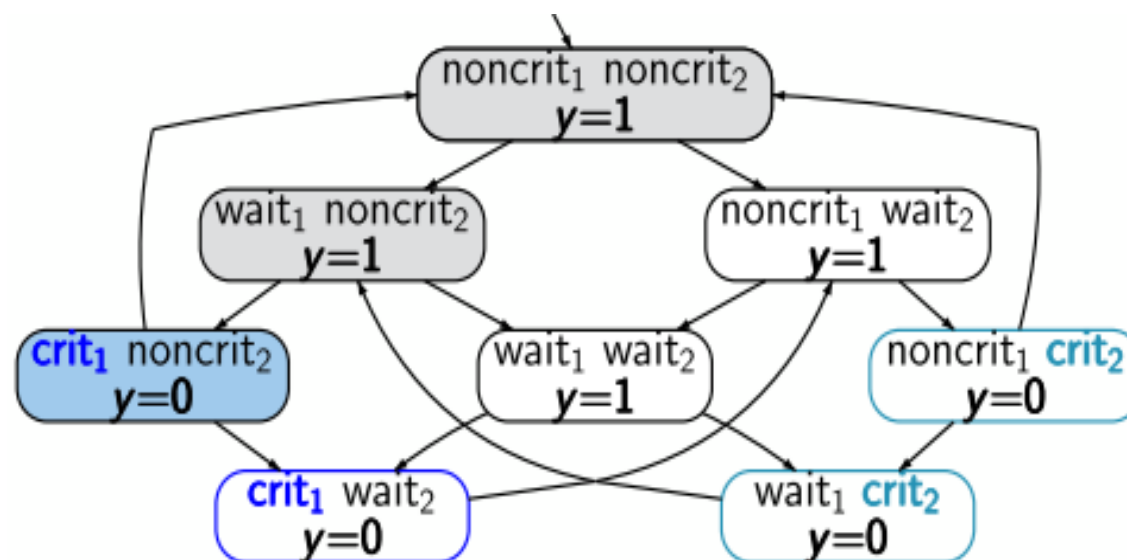 noncrit₁ noncrit₂
y=1
wait₁ noncrit₂
y=1
noncrit₁ wait₂
y=1
crit₁ noncrit₂
y=0
wait₁ wait₂
y=1
noncrit₁ crit₂
y=0
crit₁ wait₂
y=0
wait₁ crit₂
y=0